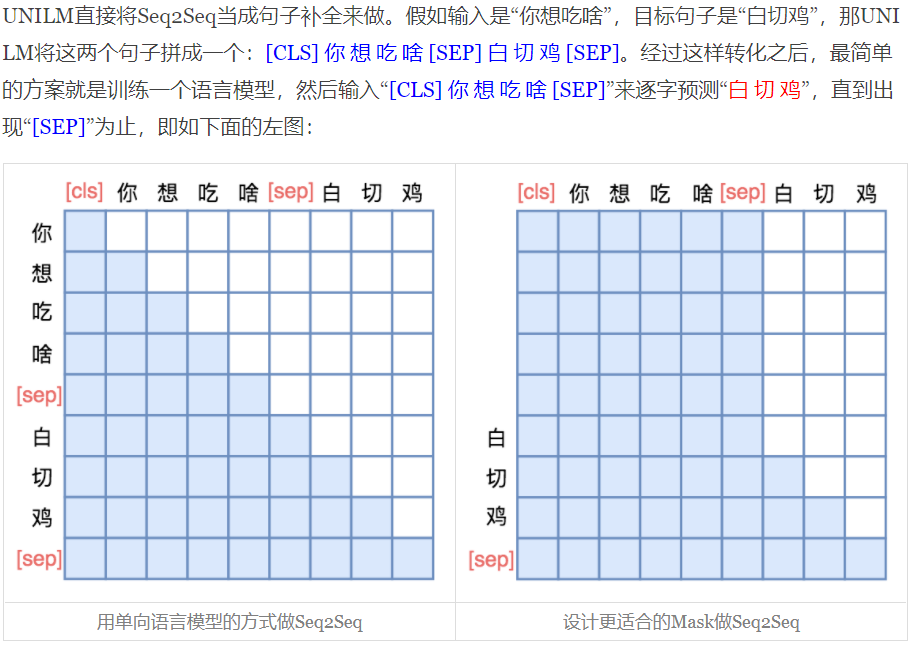 UNILM直接将Seq2Seq当成句子补全来做。假如输入是“你想吃啥”，目标句子是“白切鸡”，那UNI
LM将这两个句子拼成一个：[CLS] 你 想 吃 啥 [SEP] 白 切 鸡 [SEP]。经过这样转化之后，最简单
的方案就是训练一个语言模型，然后输入“[CLS] 你 想 吃 啥 [SEP]”来逐字预测“白 切 鸡”，直到出
现“[SEP]”为止，即如下面的左图：
[cls] 你 想 吃 啥 [sep] 白 切 鸡
你
想
吃
啥
[sep]
白
切
鸡
[sep]
用单向语言模型的方式做Seq2Seq
[cls] 你 想 吃 啥 [sep] 白 切 鸡
白
切
鸡
[sep]
设计更适合的Mask做Seq2Seq